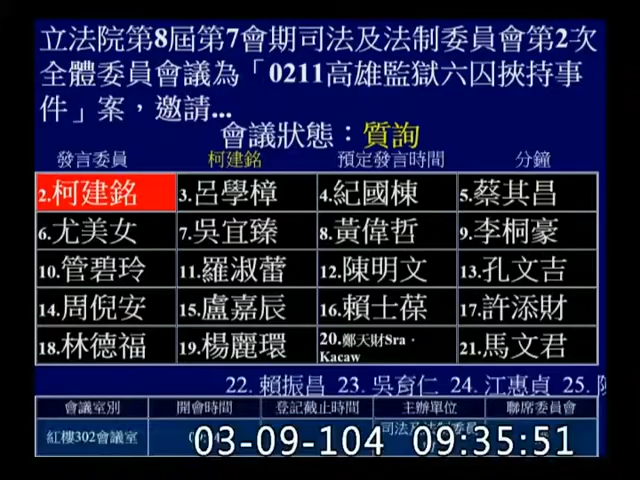 立法院第8屆第7會期司法及法制委員會第2次
全體委員會議為「0211高雄監獄六囚挾持事
件」案，邀請...
會議狀態：質詢
發言委員 柯建銘 預定發言時間 分鐘
2.柯建銘 3.呂學樟 4.紀國棟 5.蔡其昌
6.尤美女 7.吳宜臻 8.黃偉哲 9.李桐豪
10.管碧玲 11.羅淑蕾 12.陳明文 13.孔文吉
14.周倪安 15.盧嘉辰 16.賴士葆 17.許添財
18.林德福 19.楊麗環 20.鄭天財Sra．Kacaw 21.馬文君
22. 賴振昌 23. 吳育仁 24. 江惠貞 25.
會議室別 開會時間 登記截止時間 主辦單位 聯席委員會
紅樓302會議室 司法及法制委員
03-09-104 09:35:51